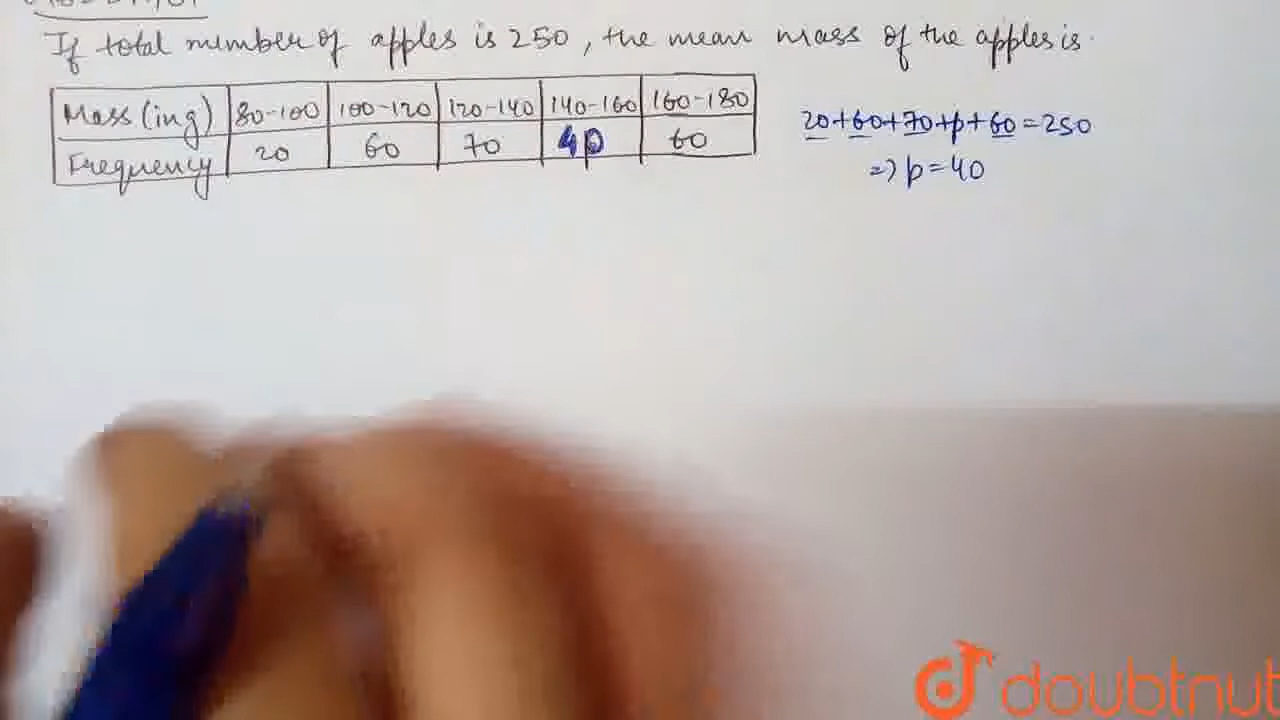 If total number of apples is 250, the mean mass of the apples is.
Mass (in g) 80-100 100-120 120-140 140-160 160-180
Frequency 20 60 70 40 60
20+60+70+p+60=250
=> p=40
doubtnut